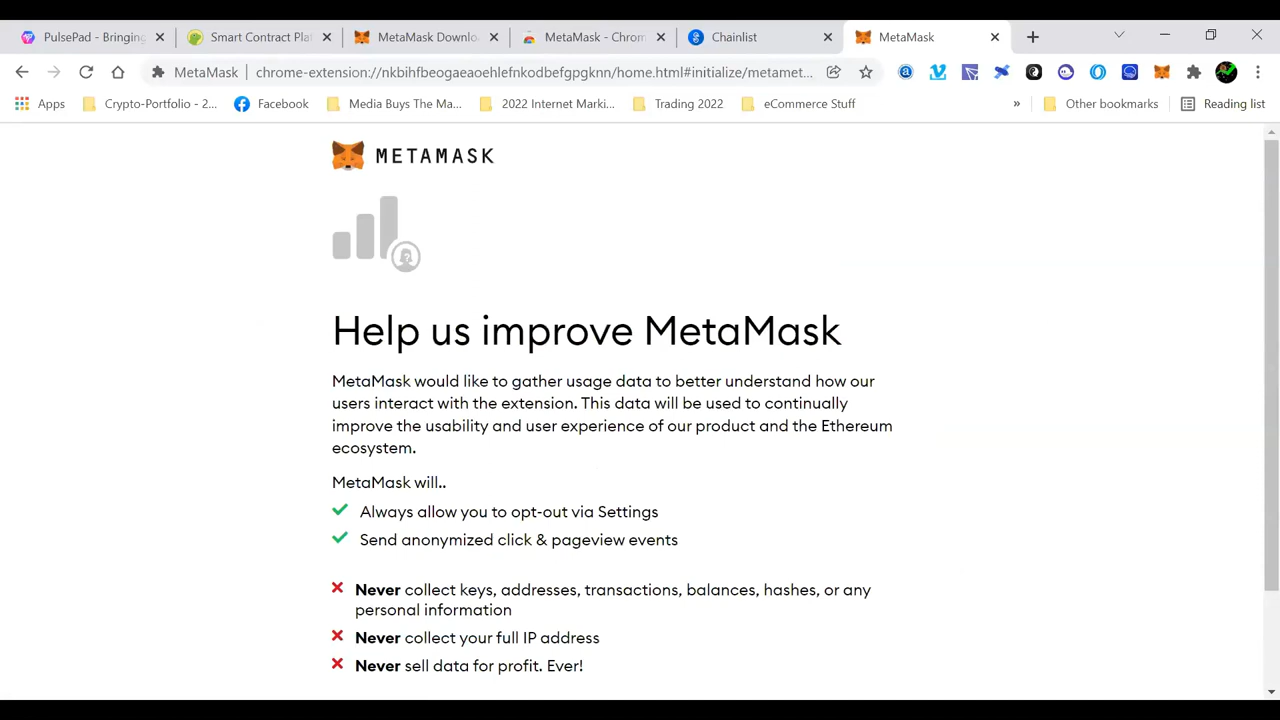 PulsePad - Bringing
Smart Contract Plat
MetaMask Downlo
MetaMask - Chrom
Chainlist
MetaMask
MetaMask
chrome-extension://nkbihfbeogaeaoehlefnkodbefgpgknn/home.html#initialize/metamet...
Apps
Crypto-Portfolio - 2...
Facebook
Media Buys The Ma...
2022 Internet Marki...
Trading 2022
eCommerce Stuff
»
Other bookmarks
Reading list
METAMASK
Help us improve MetaMask
MetaMask would like to gather usage data to better understand how our
users interact with the extension. This data will be used to continually
improve the usability and user experience of our product and the Ethereum
ecosystem.
MetaMask will..
Always allow you to opt-out via Settings
Send anonymized click & pageview events
Never collect keys, addresses, transactions, balances, hashes, or any
personal information
Never collect your full IP address
Never sell data for profit. Ever!